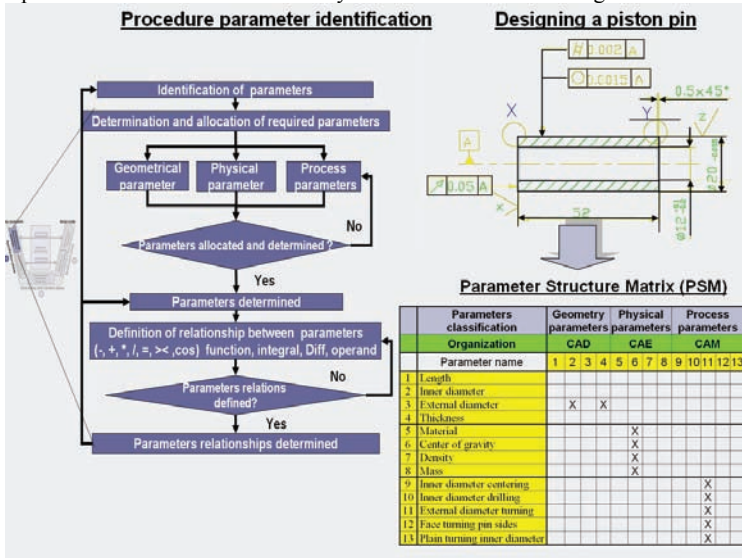 Procedure parameter identification
Identification of parameters
Determination and allocation of required parameters
Geometrical parameter
Physical parameter
Process parameters
No
Parameters allocated and determined ?
Yes
Parameters determined
Definition of relationship between parameters
(-, +, *, /, =, >< ,cos) function, integral, Diff, operand
No
Parameters relations defined?
Yes
Parameters relationships determined
Designing a piston pin
0.002 A
0.0015 A
0.5x45°
X
Y
z
A
0.05 A
x
52
Parameter Structure Matrix (PSM)
Parameters classification Geometry parameters Physical parameters Process parameters
Organization CAD CAE CAM
Parameter name 1 2 3 4 5 6 7 8 9 10 11 12 13
1 Length
2 Inner diameter
3 External diameter X X
4 Thickness
5 Material X
6 Center of gravity X
7 Density X
8 Mass X
9 Inner diameter centering X
10 Inner diameter drilling X
11 External diameter turning X
12 Face turning pin sides X
13 Plain turning inner diameter X